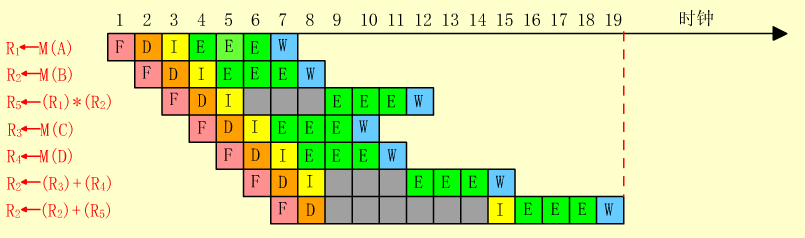 1 2 3 4 5 6 7 8 9 10 11 12 13 14 15 16 17 18 19 时钟
R₁←M(A) F D I E E E W
R₂←M(B) F D I E E E W
R₅←(R₁)*(R₂) F D I E E E W
R₃←M(C) F D I E E E W
R₄←M(D) F D I E E E W
R₂←(R₃)+(R₄) F D I E E E W
R₂←(R₂)+(R₅) F D I E E E W